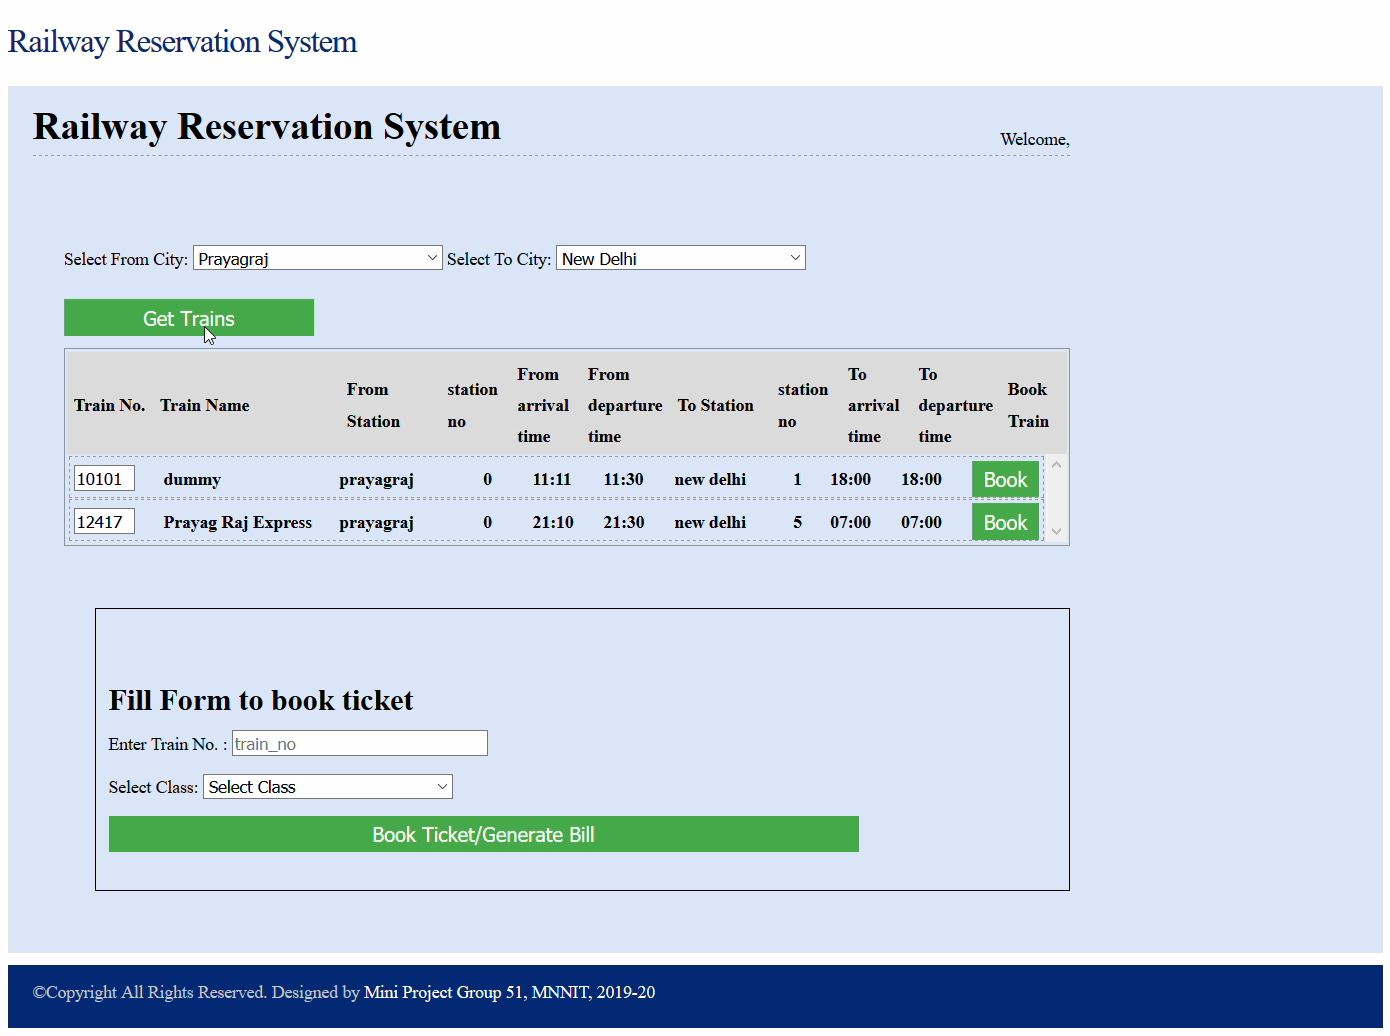 Railway Reservation System
Railway Reservation System
Welcome,
Select From City: Prayagraj Select To City: New Delhi
Get Trains
Train No. Train Name From Station station no From arrival time From departure time To Station station no To arrival time To departure time Book Train
10101 dummy prayagraj 0 11:11 11:30 new delhi 1 18:00 18:00 Book
12417 Prayag Raj Express prayagraj 0 21:10 21:30 new delhi 5 07:00 07:00 Book
Fill Form to book ticket
Enter Train No. : train_no
Select Class: Select Class
Book Ticket/Generate Bill
©Copyright All Rights Reserved. Designed by Mini Project Group 51, MNNIT, 2019-20